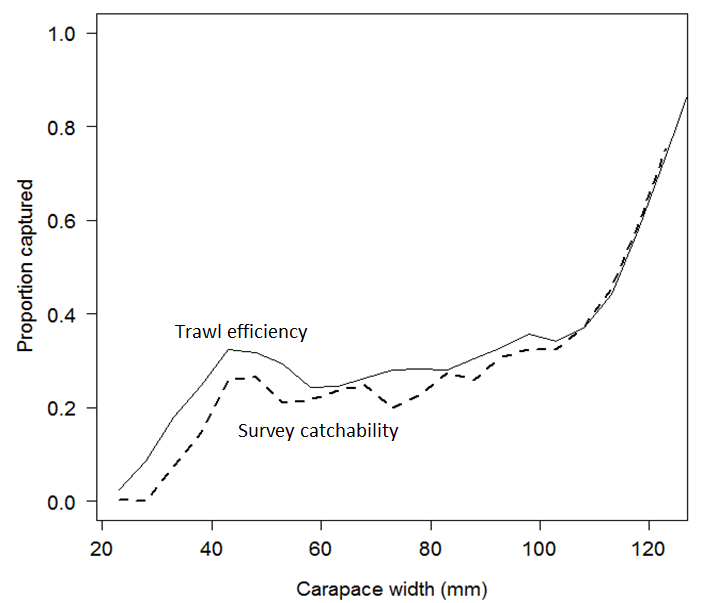 1.0
0.8
Proportion captured
0.6
0.4
Trawl efficiency
0.2
Survey catchability
0.0
20 40 60 80 100 120
Carapace width (mm)